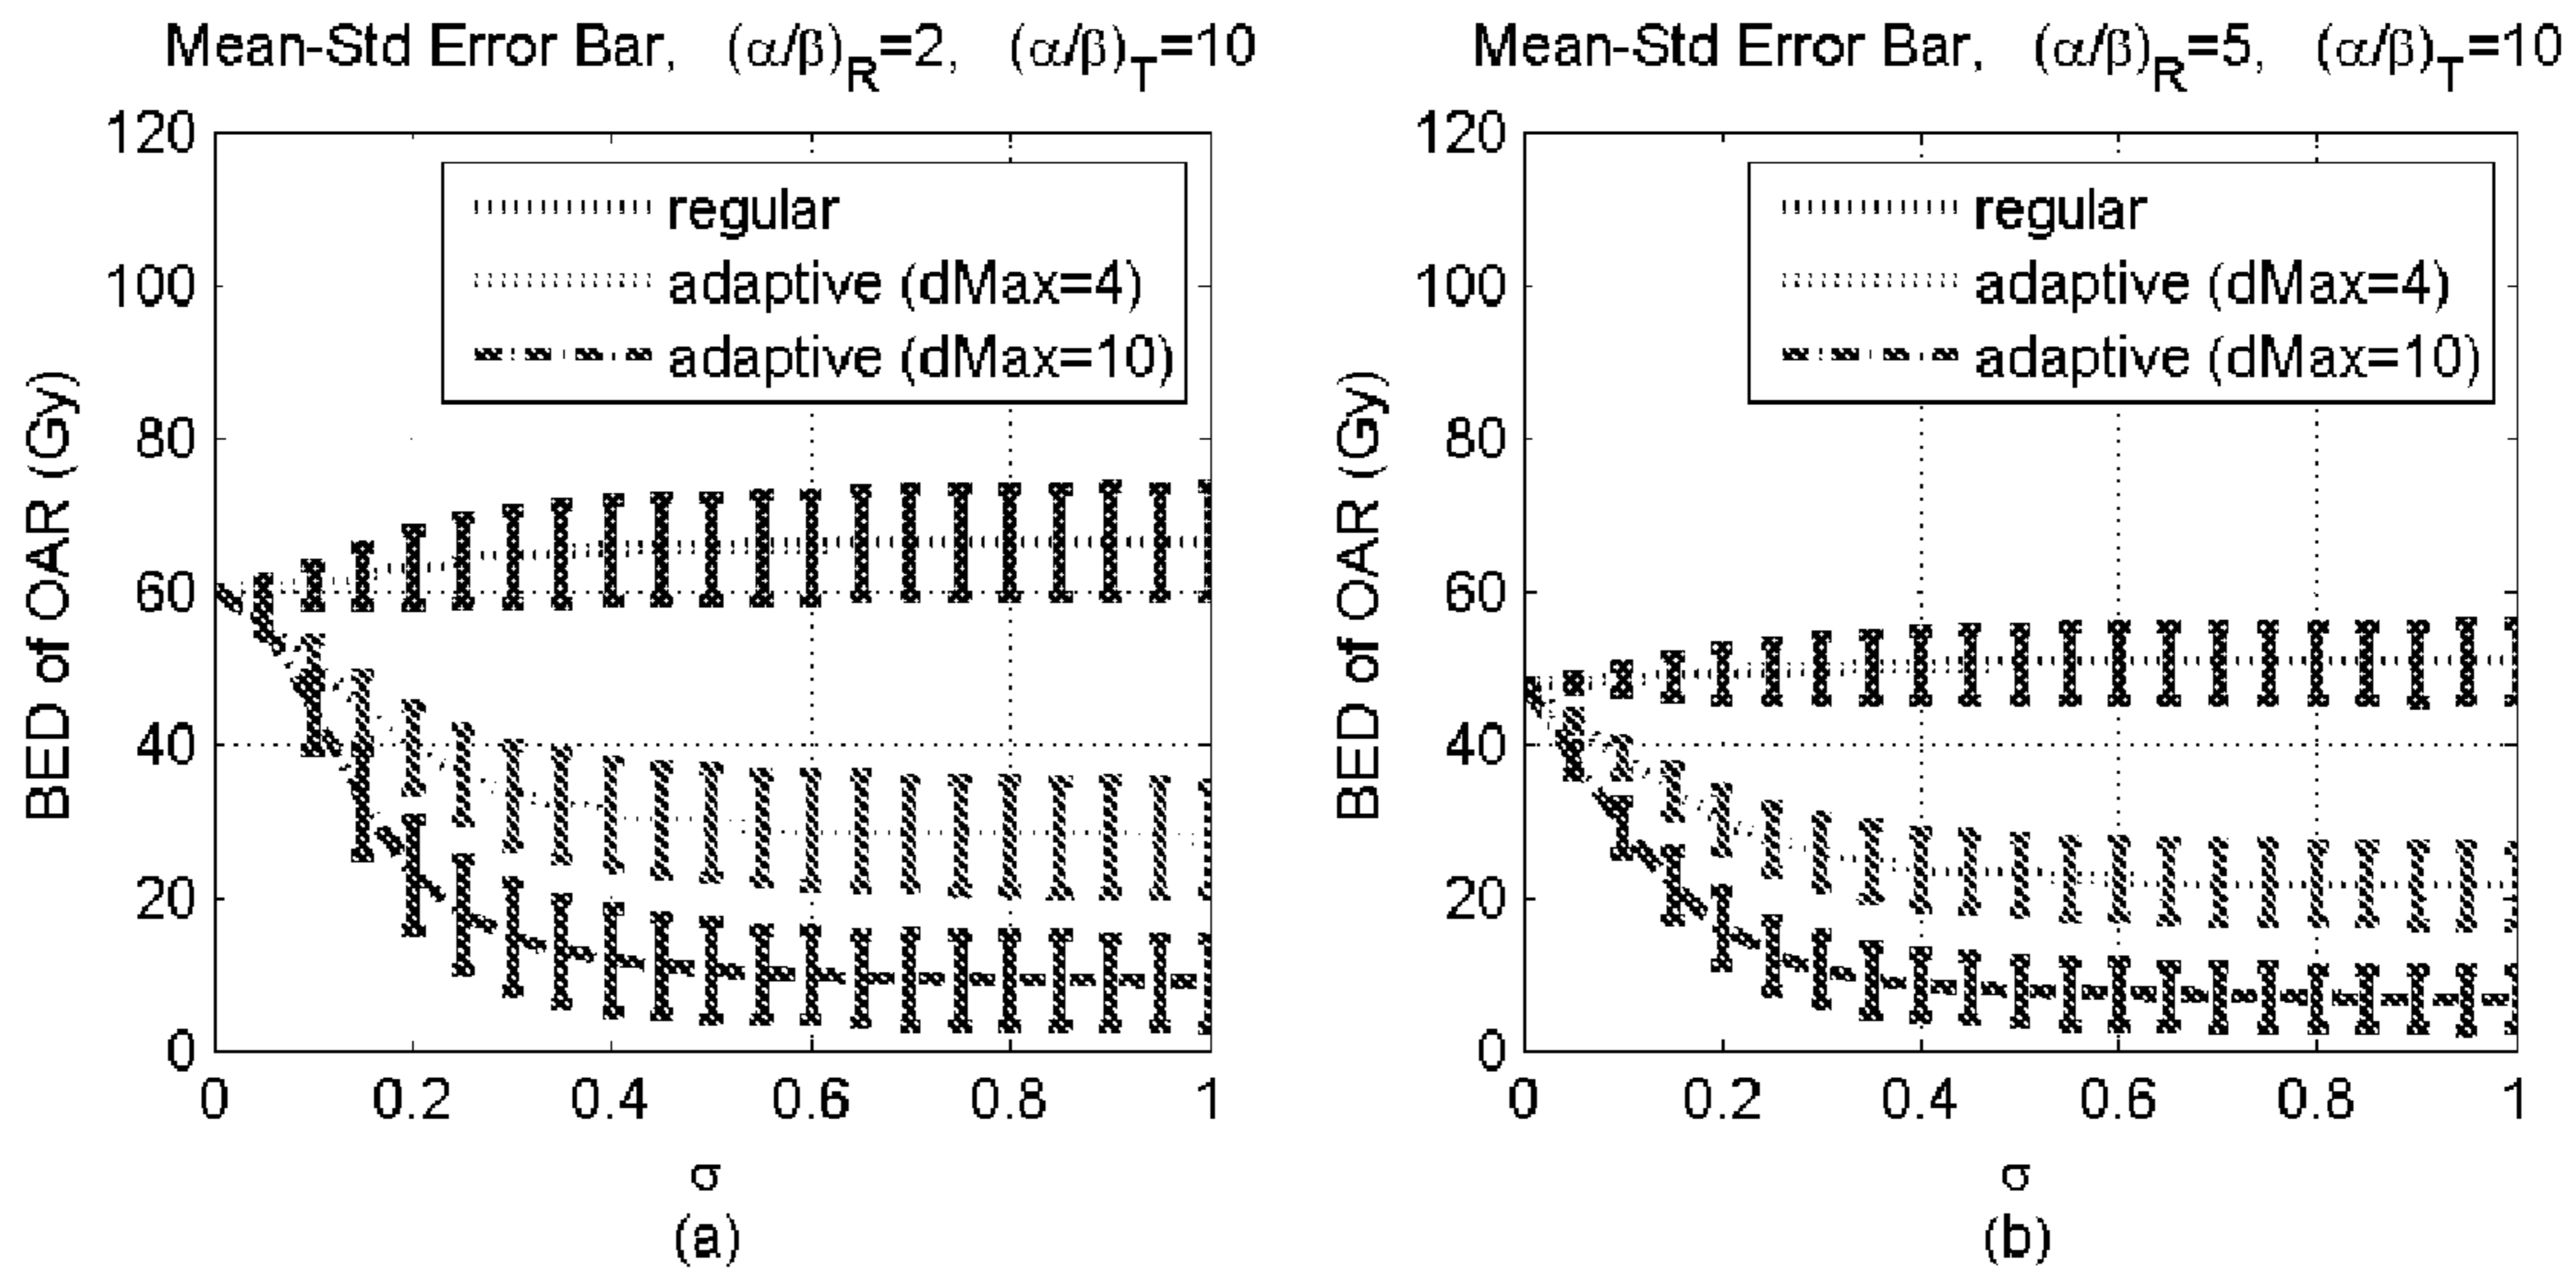 Mean-Std Error Bar, (α/β)R=2, (α/β)T=10
120
100
80
60
40
20
0
BED of OAR (Gy)
regular
adaptive (dMax=4)
adaptive (dMax=10)
0 0.2 0.4 0.6 0.8 1
σ
(a)
Mean-Std Error Bar, (α/β)R=5, (α/β)T=10
120
100
80
60
40
20
0
BED of OAR (Gy)
regular
adaptive (dMax=4)
adaptive (dMax=10)
0 0.2 0.4 0.6 0.8 1
σ
(b)